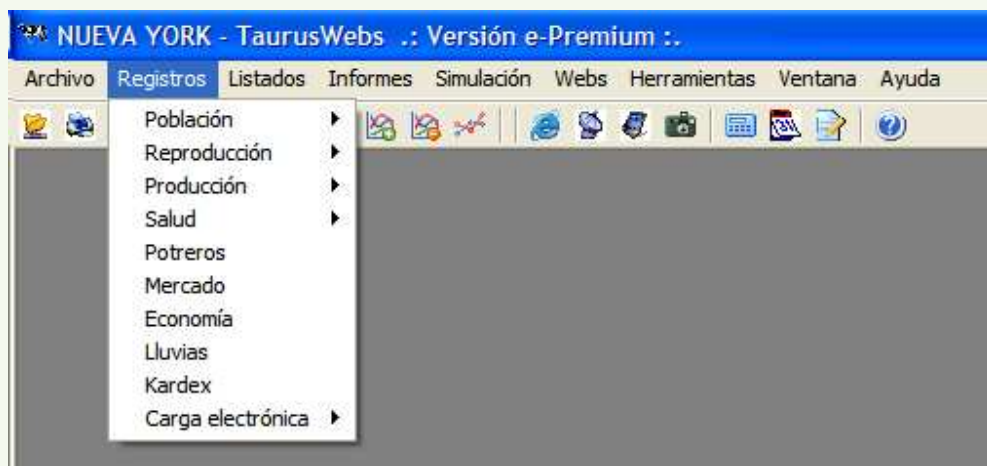 NUEVA YORK - TaurusWebs .: Versión e-Premium :.
Archivo Registros Listados Informes Simulación Webs Herramientas Ventana Ayuda
Población
Reproducción
Producción
Salud
Potreros
Mercado
Economía
Lluvias
Kardex
Carga electrónica